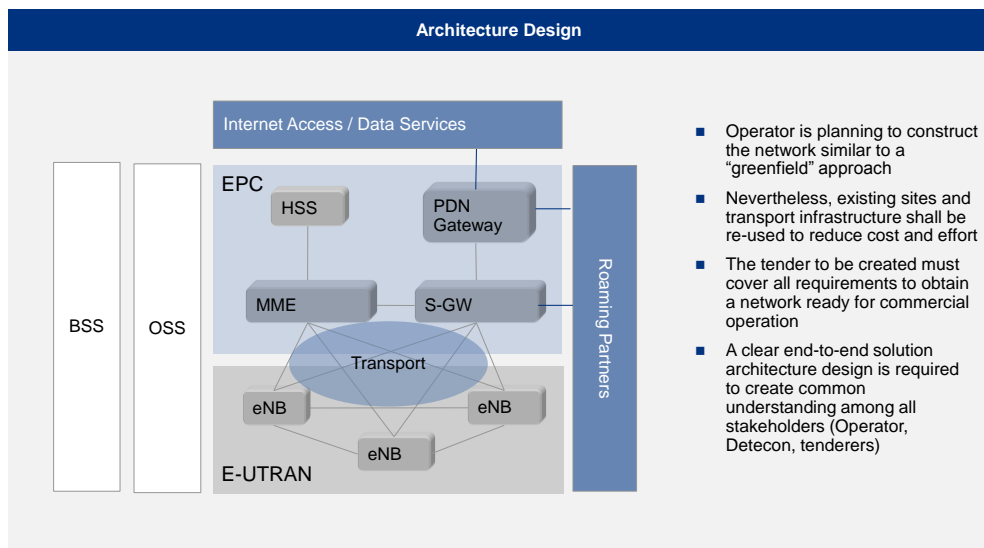 Architecture Design
Internet Access / Data Services
EPC
HSS
PDN
Gateway
MME
S-GW
Transport
eNB
eNB
eNB
E-UTRAN
BSS
OSS
Roaming Partners
Operator is planning to construct
the network similar to a
“greenfield” approach
Nevertheless, existing sites and
transport infrastructure shall be
re-used to reduce cost and effort
The tender to be created must
cover all requirements to obtain
a network ready for commercial
operation
A clear end-to-end solution
architecture design is required
to create common
understanding among all
stakeholders (Operator,
Detecon, tenderers)